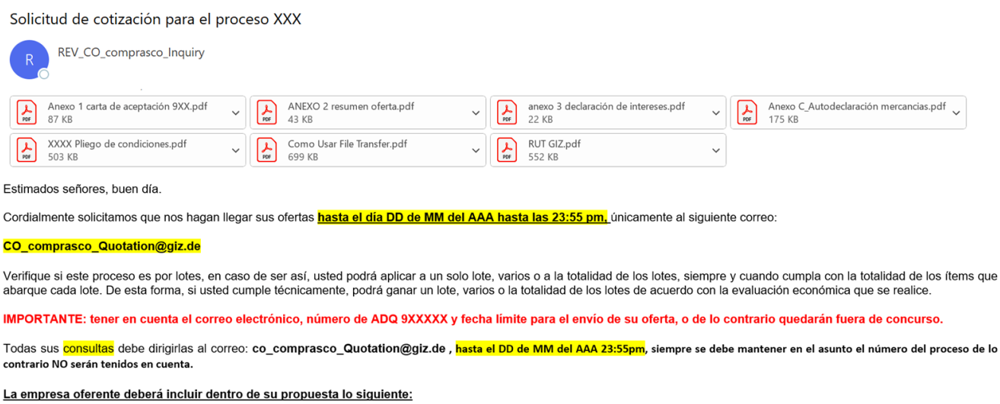 Solicitud de cotización para el proceso XXX
R
REV_CO_comprasco_Inquiry
Anexo 1 carta de aceptación 9XX.pdf
87 KB
ANEXO 2 resumen oferta.pdf
43 KB
anexo 3 declaración de intereses.pdf
22 KB
Anexo C_Autodeclaración mercancias.pdf
175 KB
XXXX Pliego de condiciones.pdf
503 KB
Como Usar File Transfer.pdf
699 KB
RUT GIZ.pdf
552 KB
Estimados señores, buen día.
Cordialmente solicitamos que nos hagan llegar sus ofertas hasta el día DD de MM del AAA hasta las 23:55 pm, únicamente al siguiente correo:
CO_comprasco_Quotation@giz.de
Verifique si este proceso es por lotes, en caso de ser así, usted podrá aplicar a un solo lote, varios o a la totalidad de los lotes, siempre y cuando cumpla con la totalidad de los ítems que
abarque cada lote. De esta forma, si usted cumple técnicamente, podrá ganar un lote, varios o la totalidad de los lotes de acuerdo con la evaluación económica que se realice.
IMPORTANTE: tener en cuenta el correo electrónico, número de ADQ 9XXXXX y fecha límite para el envío de su oferta, o de lo contrario quedarán fuera de concurso.
Todas sus consultas debe dirigirlas al correo: co_comprasco_Quotation@giz.de , hasta el DD de MM del AAA 23:55pm, siempre se debe mantener en el asunto el número del proceso de lo
contrario NO serán tenidos en cuenta.
La empresa oferente deberá incluir dentro de su propuesta lo siguiente: